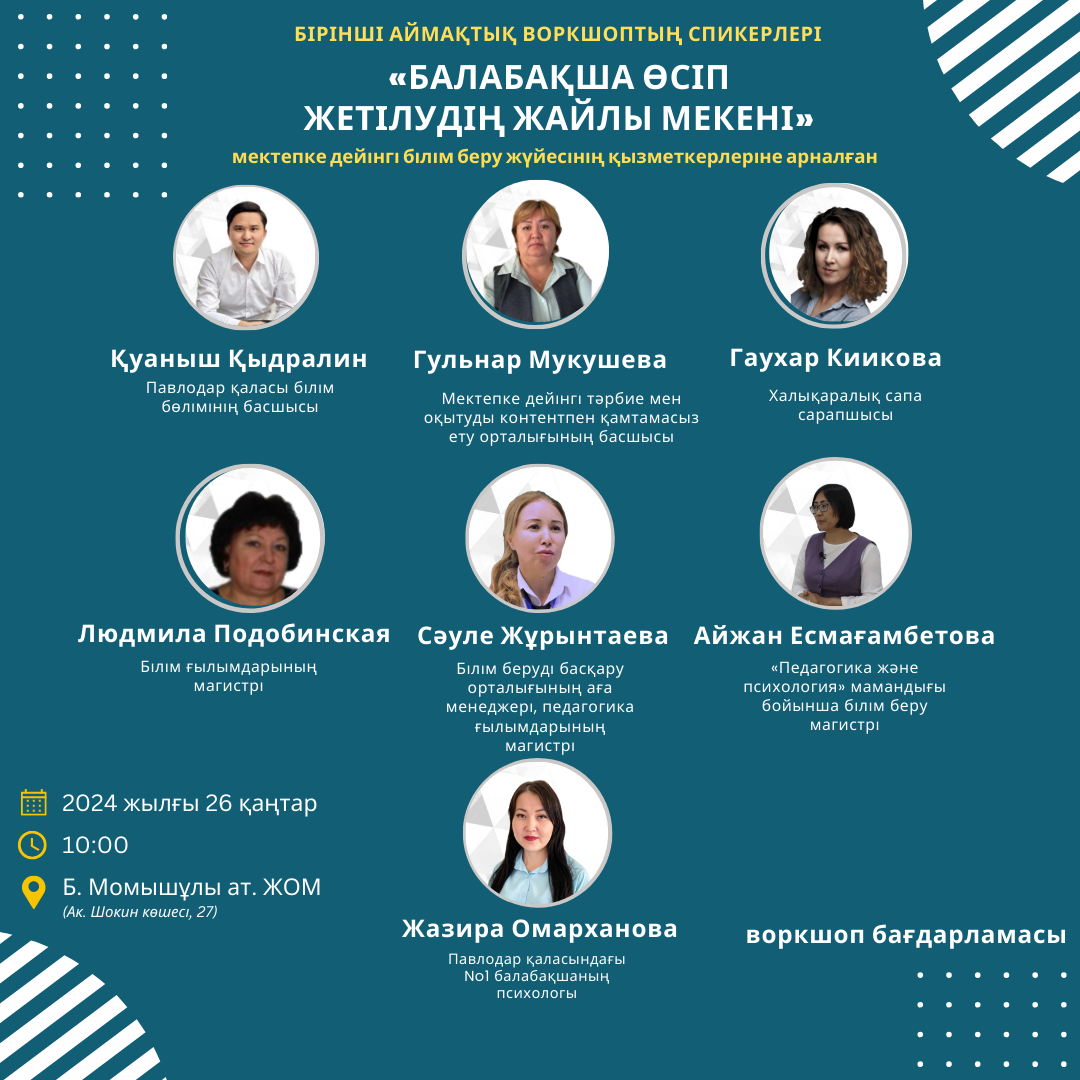 БІРІНШІ АЙМАҚТЫҚ ВОРКШОПТЫҢ СПИКЕРЛЕРІ
«БАЛАБАҚША ӨСІП
ЖЕТІЛУДІҢ ЖАЙЛЫ МЕКЕНІ»
мектепке дейінгі білім беру жүйесінің қызметкерлеріне арналған
Қуаныш Қыдралин
Павлодар қаласы білім
бөлімінің басшысы
Гульнар Мукушева
Мектепке дейінгі тәрбие мен
оқытуды контентпен қамтамасыз
ету орталығының басшысы
Гаухар Киикова
Халықаралық сапа
сарапшысы
Людмила Подобинская
Білім ғылымдарының
магистрі
Сәуле Жұрынтаева
Білім беруді басқару
орталығының аға
менеджері, педагогика
ғылымдарының
магистрі
Айжан Есмағамбетова
«Педагогика және
психология» мамандығы
бойынша білім беру
магистрі
Жазира Омарханова
Павлодар қаласындағы
No1 балабақшаның
психологы
2024 жылғы 26 қаңтар
10:00
Б. Момышұлы ат. ЖОМ
(Ак. Шокин көшесі, 27)
воркшоп бағдарламасы